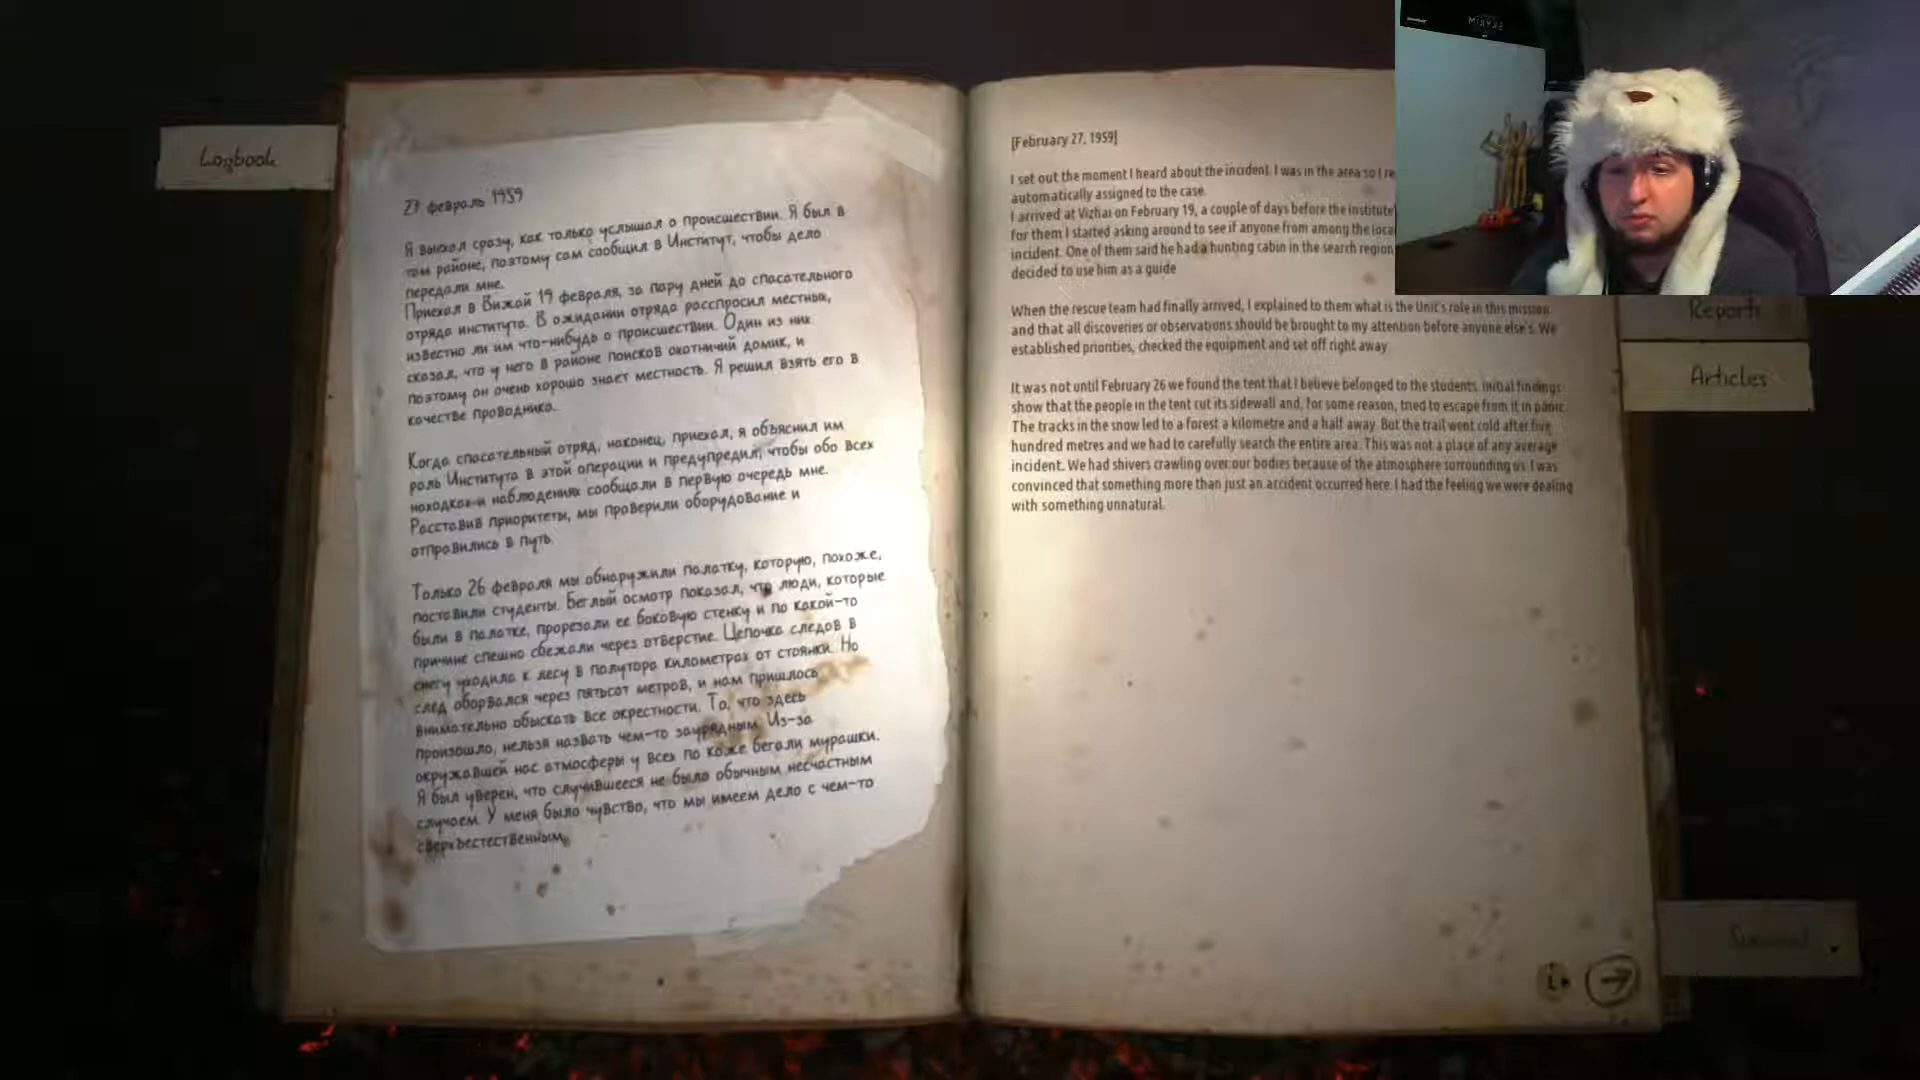 Logbook
27 февраль 1959
Я выехал сразу, как только услышал о происшествии. Я был в
том районе, поэтому сам сообщил в Институт, чтобы дело
передали мне.
Приехал в Вижай 19 февраля, за пару дней до спасательного
отряда института. В ожидании отряда расспросил местных,
известно ли им что-нибудь о происшествии. Один из них
сказал, что у него в районе поисков охотничий домик, и
поэтому он очень хорошо знает местность. Я решил взять его в
качестве проводника.
Когда спасательный отряд, наконец, приехал, я объяснил им
роль Института в этой операции и предупредил, чтобы обо всех
находках и наблюдениях сообщали в первую очередь мне.
Расставив приоритеты, мы проверили оборудование и
отправились в путь.
Только 26 февраля мы обнаружили палатку, которую, похоже,
поставили студенты. Беглый осмотр показал, что люди, которые
были в палатке, прорезали ее боковую стенку и по какой-то
причине спешно сбежали через отверстие. Цепочка следов в
снегу уходила к лесу в полутора километрах от стоянки. Но
след оборвался через пятьсот метров, и нам пришлось
внимательно обыскать все окрестности. То, что здесь
произошло, нельзя назвать чем-то заурядным. Из-за
окружавшей нас атмосферы у всех по коже бегали мурашки.
Я был уверен, что случившееся не было обычным несчастным
случаем. У меня было чувство, что мы имеем дело с чем-то
сверхъестественным.
[February 27, 1959]
I set out the moment I heard about the incident. I was in the area so I re
automatically assigned to the case.
I arrived at Vizhai on February 19, a couple of days before the institute
for them I started asking around to see if anyone from among the loca
incident. One of them said he had a hunting cabin in the search region
decided to use him as a guide
When the rescue team had finally arrived, I explained to them what is the Unit's role in this mission
and that all discoveries or observations should be brought to my attention before anyone else's. We
established priorities, checked the equipment and set off right away.
It was not until February 26 we found the tent that I believe belonged to the students. Initial findings
show that the people in the tent cut its sidewall and, for some reason, tried to escape from it in panic.
The tracks in the snow led to a forest a kilometre and a half away. But the trail went cold after five
hundred metres and we had to carefully search the entire area. This was not a place of any average
incident. We had shivers crawling over our bodies because of the atmosphere surrounding us. I was
convinced that something more than just an accident occurred here. I had the feeling we were dealing
with something unnatural.
Reports
Articles